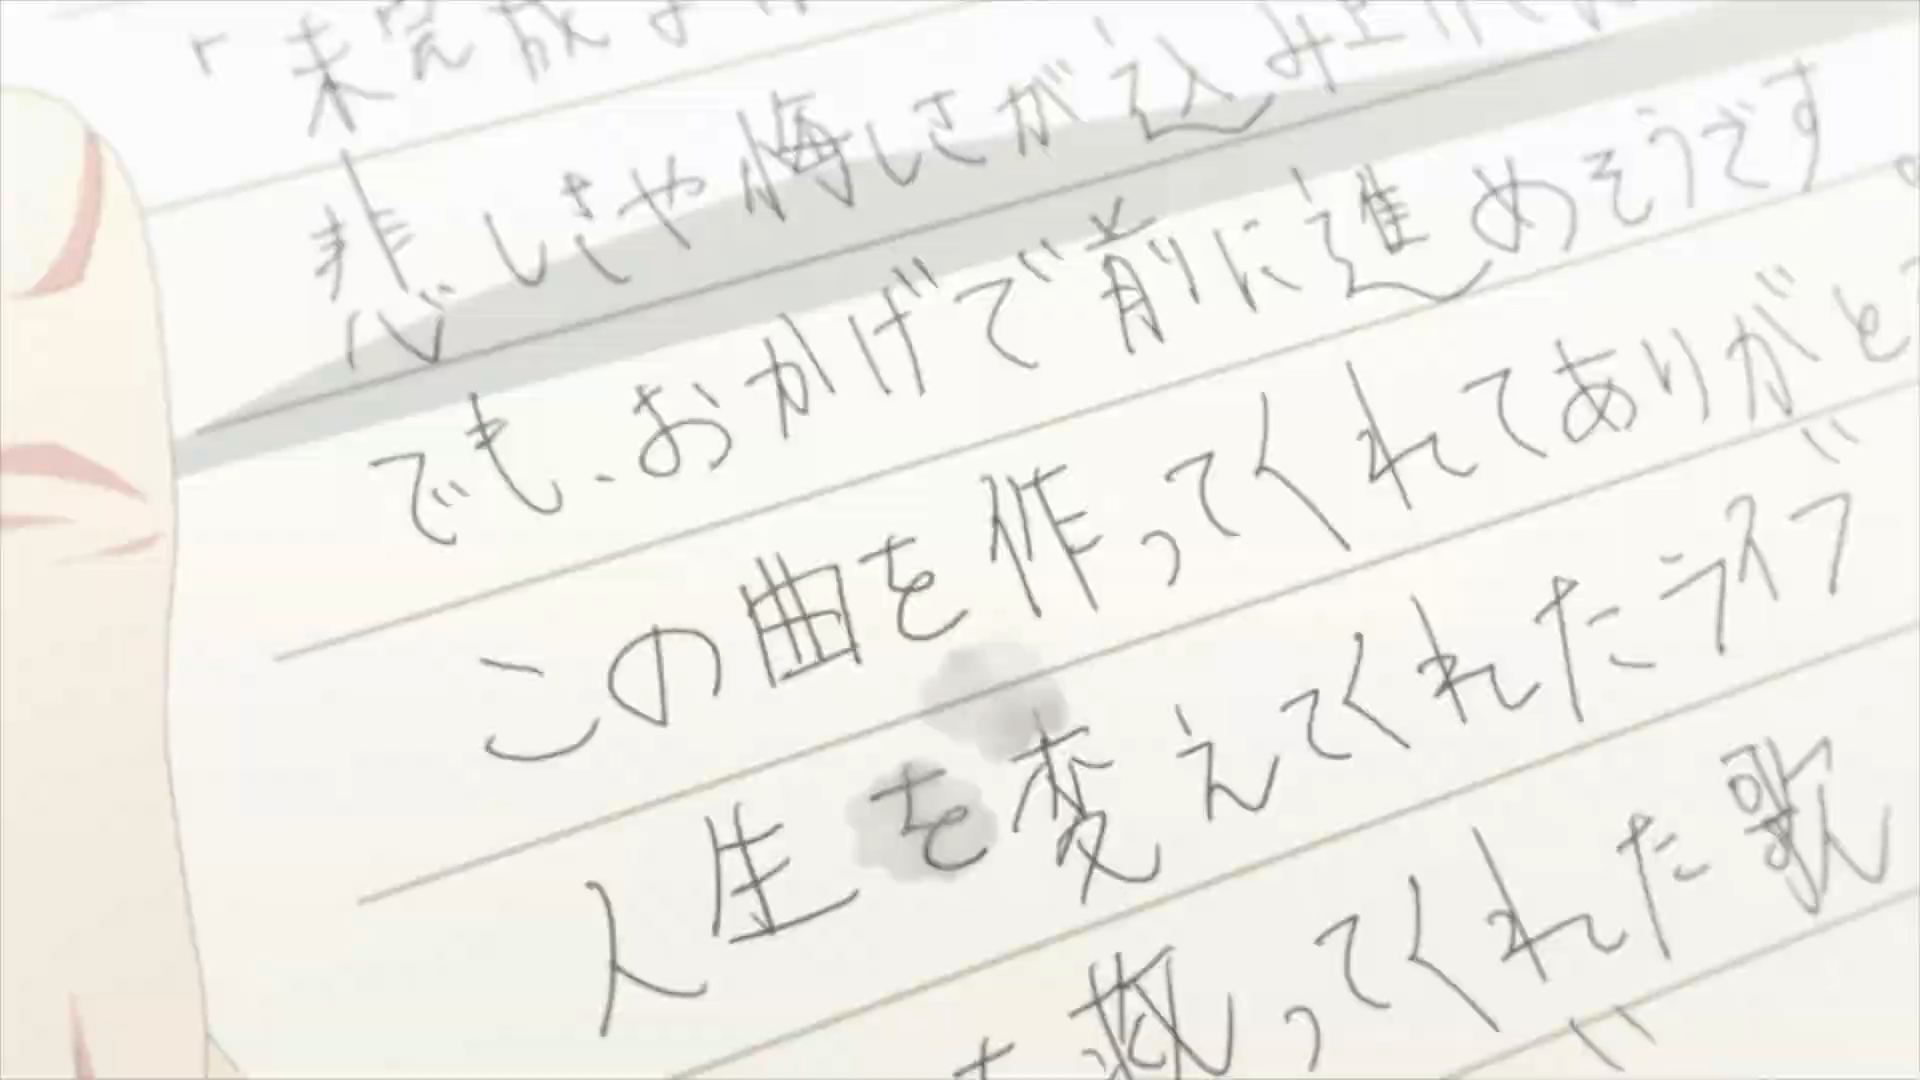 「未完成な
悲しさや悔しさが込み上げ
でも、おかげで前に進めそうです。
この曲を作ってくれてありがと
人生を変えてくれたライブ
を救ってくれた歌